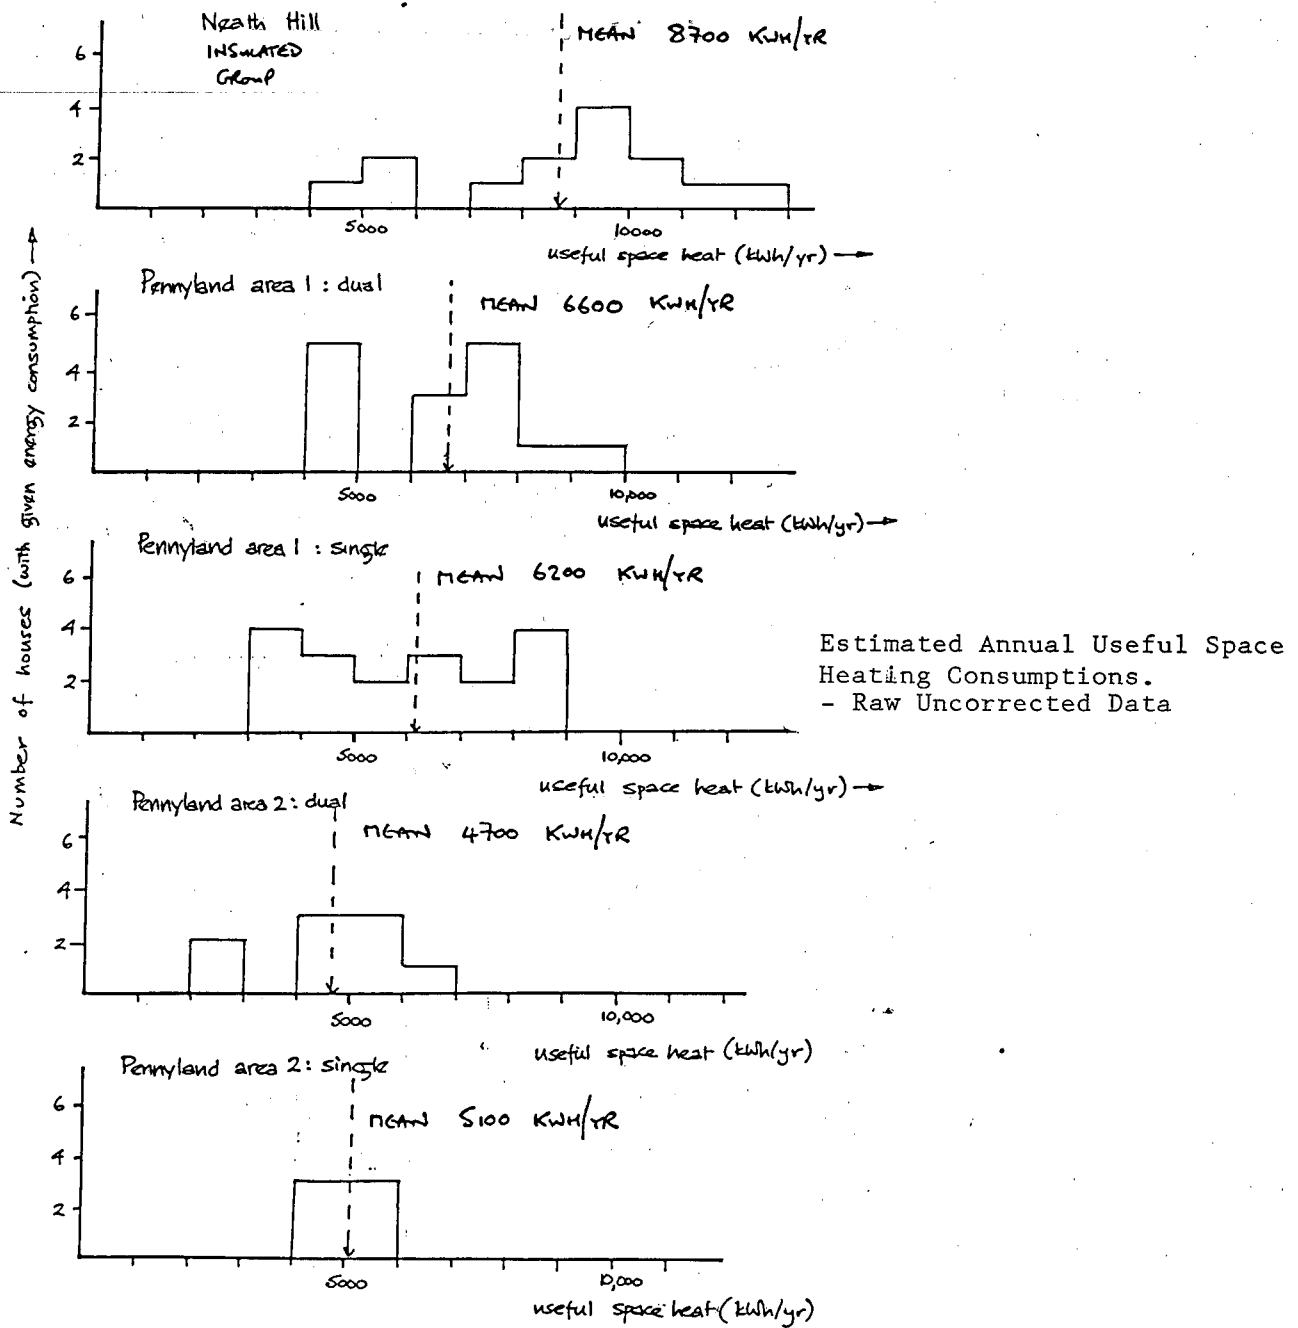 Neath Hill
INSULATED
GROUP
MEAN 8700 KWH/YR
6
4
2
5000
10000
useful space heat (kWh/yr)
Number of houses (with given energy consumption)
Pennyland area 1 : dual
MEAN 6600 KWH/YR
6
4
2
5000
10,000
useful space heat (kWh/yr)
Pennyland area 1 : single
MEAN 6200 KWH/YR
6
4
2
5000
10,000
useful space heat (kWh/yr)
Estimated Annual Useful Space
Heating Consumptions.
- Raw Uncorrected Data
Pennyland area 2: dual
MEAN 4700 KWH/YR
6
4
2
5000
10,000
useful space heat (kWh/yr)
Pennyland area 2: single
MEAN 5100 KWH/YR
6
4
2
5000
10,000
useful space heat (kWh/yr)